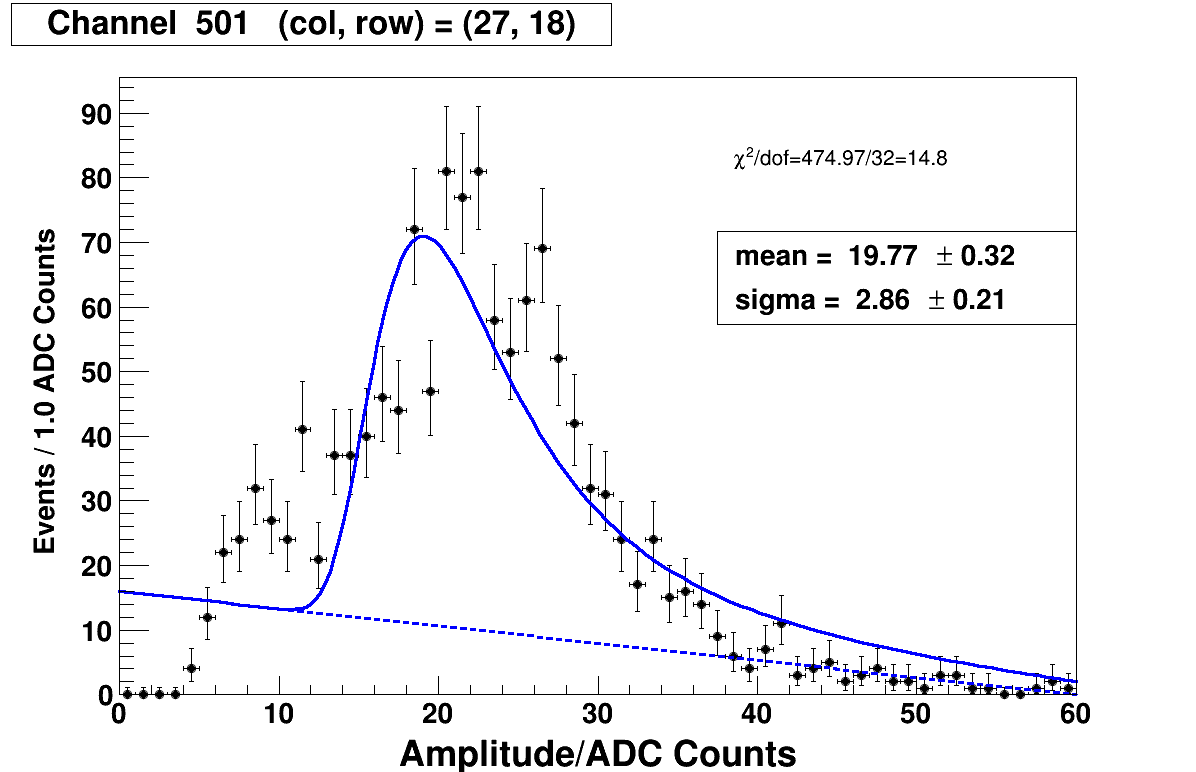 Channel 501 (col, row) = (27, 18)
χ²/dof=474.97/32=14.8
mean = 19.77 ± 0.32
sigma = 2.86 ± 0.21
Events / 1.0 ADC Counts
90
80
70
60
50
40
30
20
10
0
0 10 20 30 40 50 60
Amplitude/ADC Counts